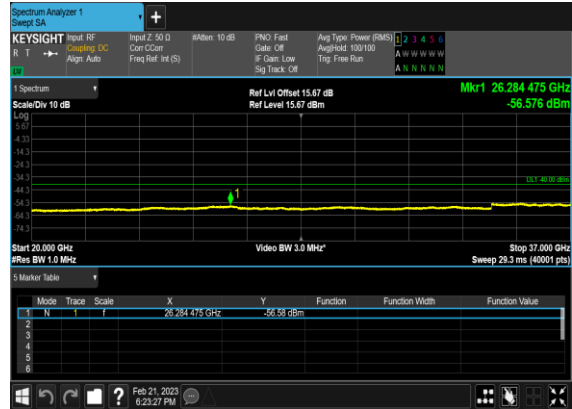 Spectrum Analyzer 1
Swept SA
+
KEYSIGHT Input: RF Input Z: 50 Ω #Atten: 10 dB PNO: Fast Avg Type: Power (RMS) 1 2 3 4 5 6
R T Coupling: DC Corr CCorr Gate: Off Avg|Hold: 100/100 A W W W W W
Align: Auto Freq Ref: Int (S) IF Gain: Low Trig: Free Run
Sig Track: Off A N N N N N
1 Spectrum Ref Lvl Offset 15.67 dB Mkr1 26.284 475 GHz
Scale/Div 10 dB Ref Level 15.67 dBm -56.576 dBm
Log
5.67
-4.33
-14.3
-24.3
-34.3
DL1 -40.00 dBm
-44.3
1
-54.3
-64.3
-74.3
Start 20.000 GHz Video BW 3.0 MHz* Stop 37.000 GHz
#Res BW 1.0 MHz Sweep 29.3 ms (40001 pts)
5 Marker Table
Mode Trace Scale X Y Function Function Width Function Value
1 N 1 f 26.284 475 GHz -56.58 dBm
2
3
4
5
6
? Feb 21, 2023
6:23:27 PM